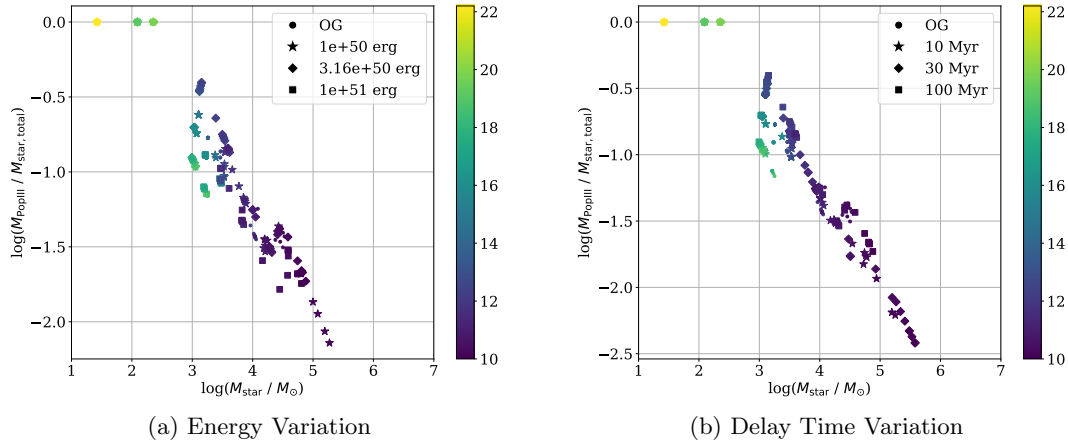 0.0
−0.5
−1.0
−1.5
−2.0
log(M_PopIII / M_star,total)
1 2 3 4 5 6 7
log(M_star / M_⊙)
OG
1e+50 erg
3.16e+50 erg
1e+51 erg
22
20
18
16
14
12
10
(a) Energy Variation
0.0
−0.5
−1.0
−1.5
−2.0
−2.5
log(M_PopIII / M_star,total)
1 2 3 4 5 6 7
log(M_star / M_⊙)
OG
10 Myr
30 Myr
100 Myr
22
20
18
16
14
12
10
(b) Delay Time Variation